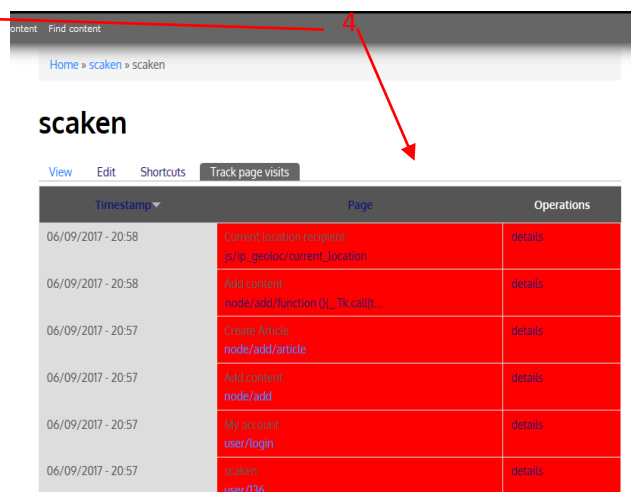 4
ontent Find content
Home » scaken » scaken
scaken
View Edit Shortcuts Track page visits
Timestamp Page Operations
06/09/2017 - 20:58 Current location recipient details
js/ip_geoloc/current_location
06/09/2017 - 20:58 Add content details
node/add/function (){_.Tk.call(t...
06/09/2017 - 20:57 Create Article details
node/add/article
06/09/2017 - 20:57 Add content details
node/add
06/09/2017 - 20:57 My account details
user/login
06/09/2017 - 20:57 scaken details
user/136